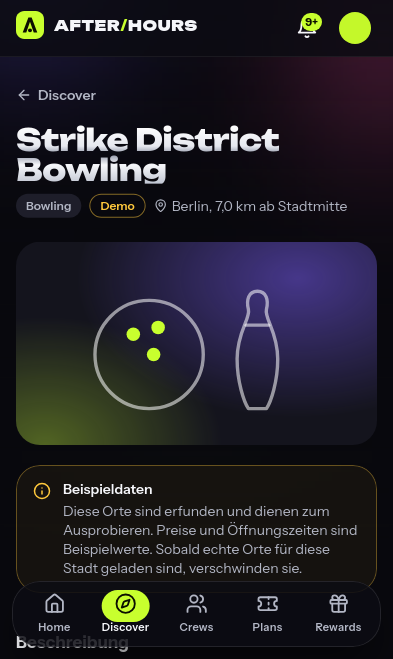 AFTER/HOURS
9+
Discover
Strike District
Bowling
Bowling
Demo
Berlin, 7,0 km ab Stadtmitte
Beispieldaten
Diese Orte sind erfunden und dienen zum
Ausprobieren. Preise und Öffnungszeiten sind
Beispielwerte. Sobald echte Orte für diese
Stadt geladen sind, verschwinden sie.
Home
Discover
Crews
Plans
Rewards
Beschreibung